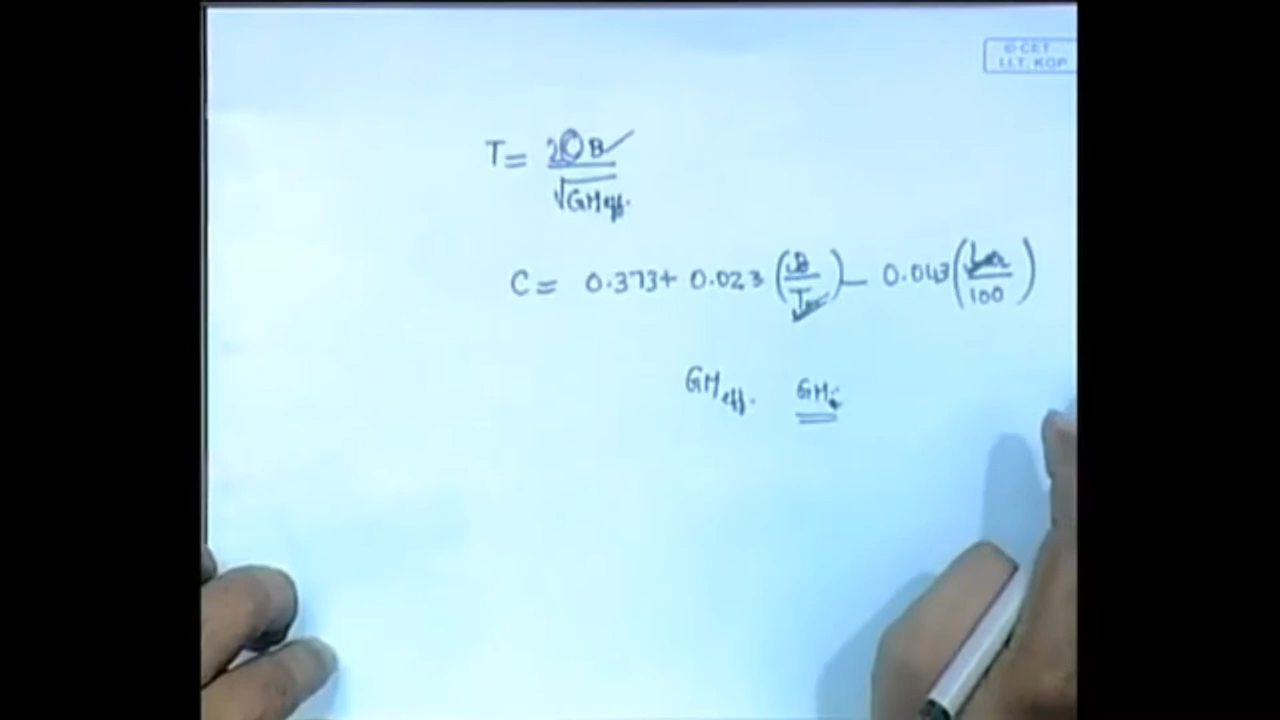 © CET
I.I.T. KGP
T = 2CB / √GMeff.
C = 0.373 + 0.023 (B / T) − 0.043 (L / 100)
GMeff. GM